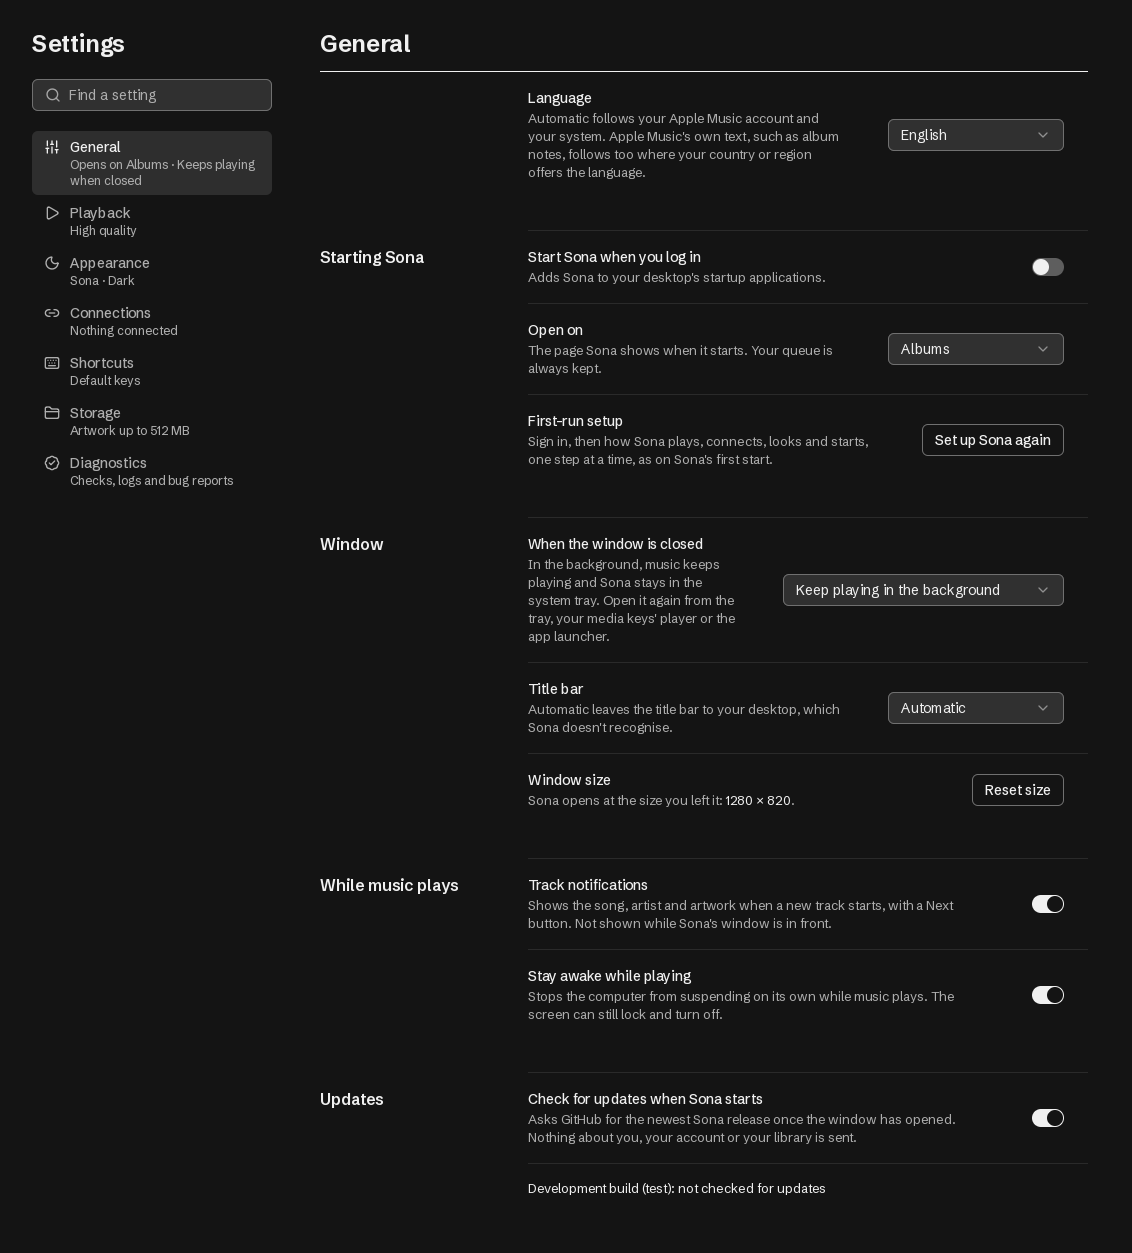 Settings
Find a setting
General
Opens on Albums · Keeps playing
when closed
Playback
High quality
Appearance
Sona · Dark
Connections
Nothing connected
Shortcuts
Default keys
Storage
Artwork up to 512 MB
Diagnostics
Checks, logs and bug reports
General
Language
Automatic follows your Apple Music account and
your system. Apple Music's own text, such as album
notes, follows too where your country or region
offers the language.
English
Starting Sona
Start Sona when you log in
Adds Sona to your desktop's startup applications.
Open on
The page Sona shows when it starts. Your queue is
always kept.
Albums
First-run setup
Sign in, then how Sona plays, connects, looks and starts,
one step at a time, as on Sona's first start.
Set up Sona again
Window
When the window is closed
In the background, music keeps
playing and Sona stays in the
system tray. Open it again from the
tray, your media keys' player or the
app launcher.
Keep playing in the background
Title bar
Automatic leaves the title bar to your desktop, which
Sona doesn't recognise.
Automatic
Window size
Sona opens at the size you left it: 1280 × 820.
Reset size
While music plays
Track notifications
Shows the song, artist and artwork when a new track starts, with a Next
button. Not shown while Sona's window is in front.
Stay awake while playing
Stops the computer from suspending on its own while music plays. The
screen can still lock and turn off.
Updates
Check for updates when Sona starts
Asks GitHub for the newest Sona release once the window has opened.
Nothing about you, your account or your library is sent.
Development build (test): not checked for updates